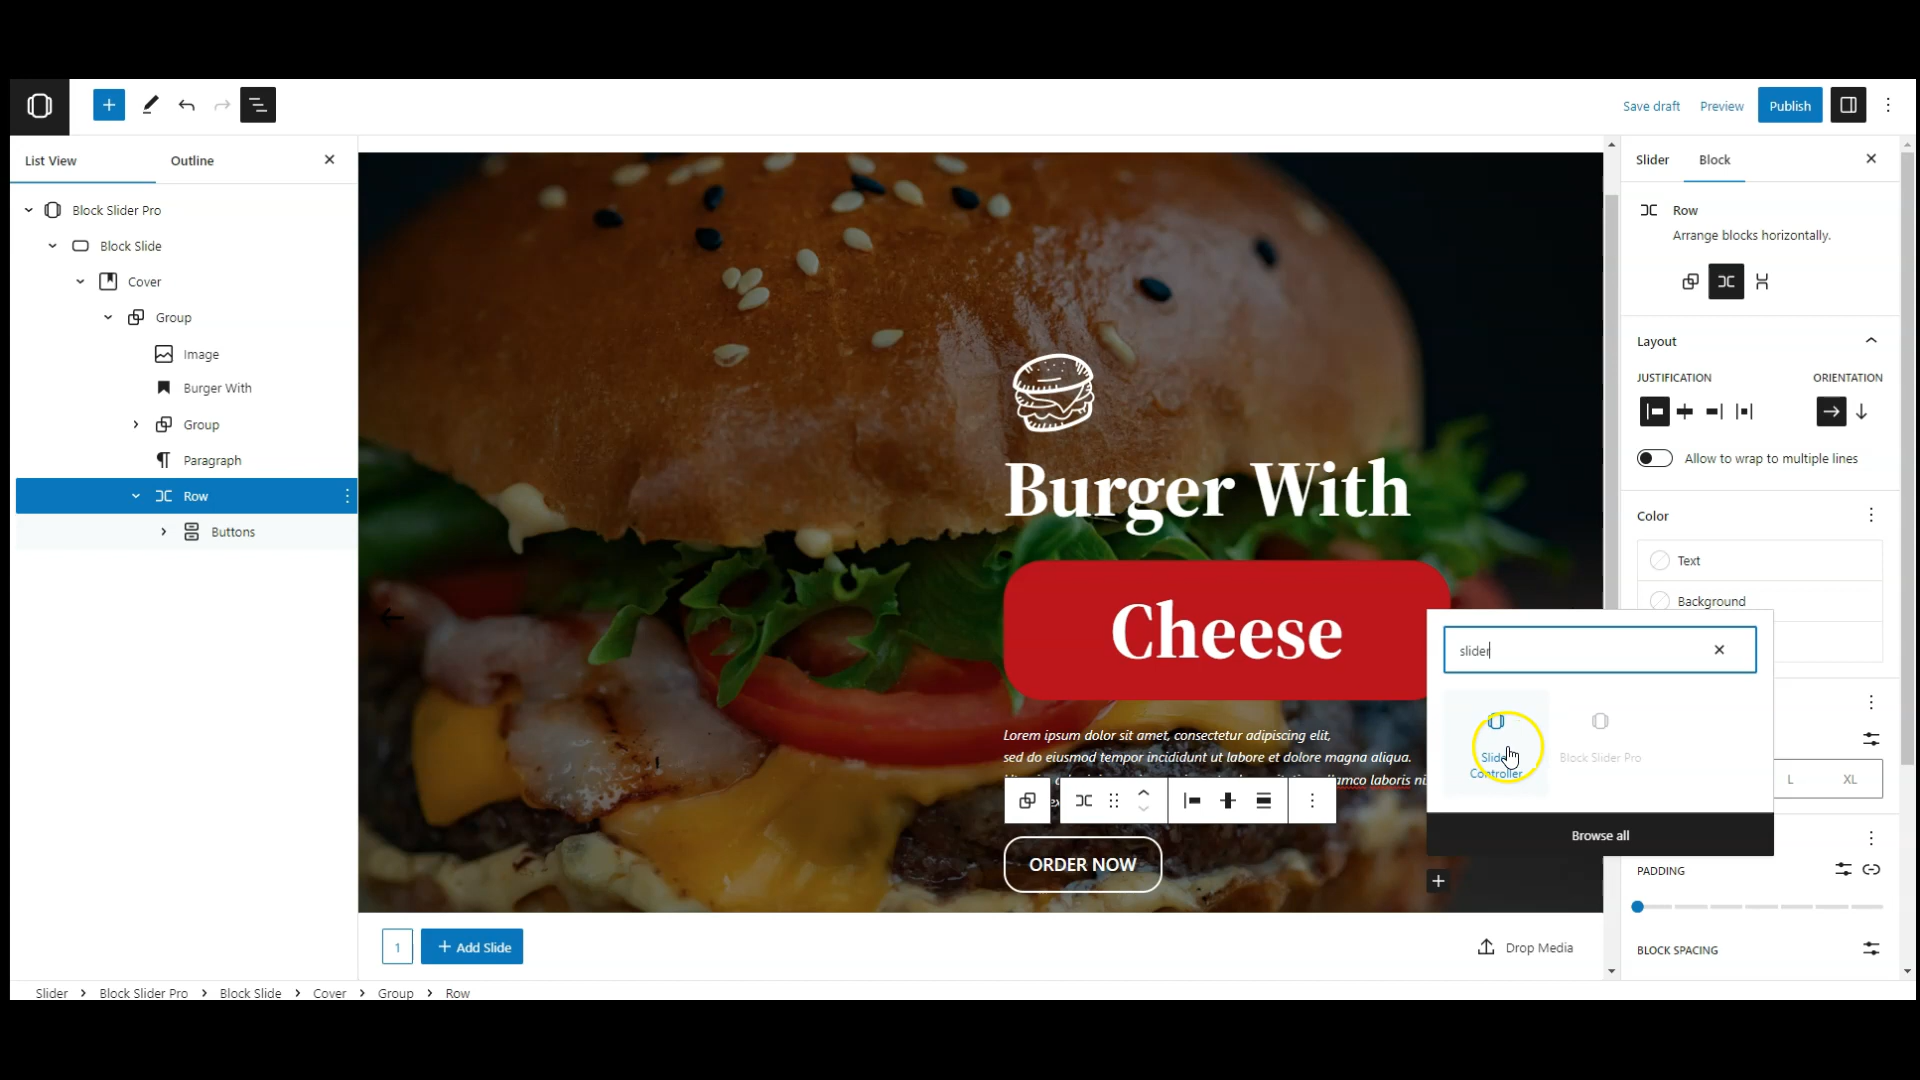 Save draft
Preview
Publish
List View
Outline
Slider
Block
Block Slider Pro
Block Slide
Cover
Group
Image
Burger With
Group
Paragraph
Row
Buttons
Burger With
Cheese
Lorem ipsum dolor sit amet, consectetur adipiscing elit,
sed do eiusmod tempor incididunt ut labore et dolore magna aliqua.
laboris
ORDER NOW
1
+ Add Slide
Drop Media
Row
Arrange blocks horizontally.
Layout
JUSTIFICATION
ORIENTATION
Allow to wrap to multiple lines
Color
Text
Background
slider
Controller
Block Slider Pro
Browse all
L
XL
PADDING
BLOCK SPACING
Slider > Block Slider Pro > Block Slide > Cover > Group > Row